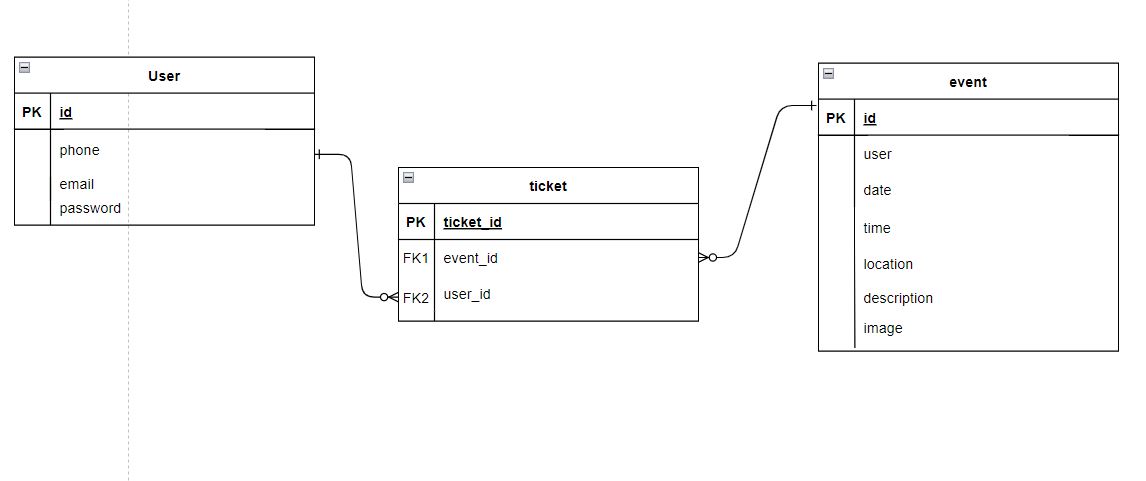 User
PK id
phone
email
password
ticket
PK ticket_id
FK1 event_id
FK2 user_id
event
PK id
user
date
time
location
description
image